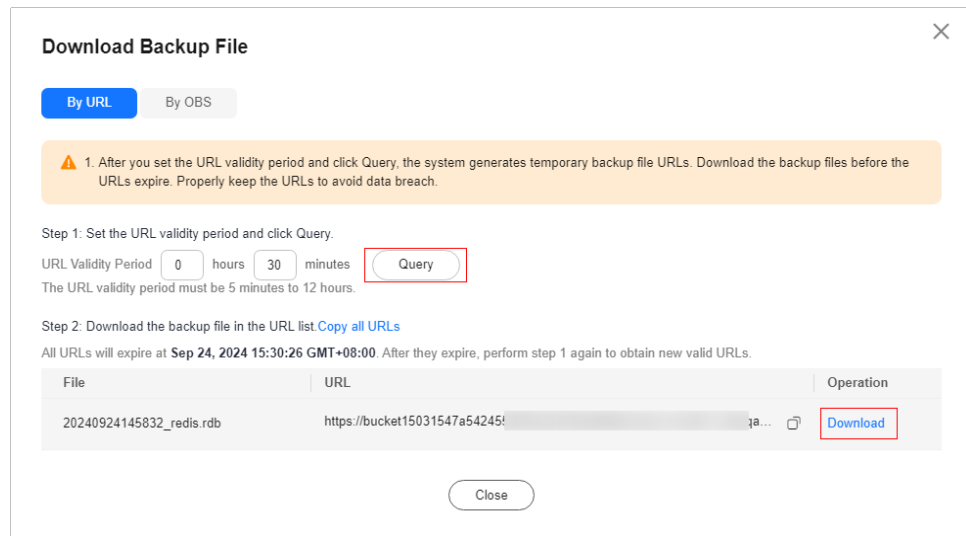 Download Backup File
By URL
By OBS
1. After you set the URL validity period and click Query, the system generates temporary backup file URLs. Download the backup files before the
URLs expire. Properly keep the URLs to avoid data breach.
Step 1: Set the URL validity period and click Query.
URL Validity Period 0 hours 30 minutes Query
The URL validity period must be 5 minutes to 12 hours.
Step 2: Download the backup file in the URL list.Copy all URLs
All URLs will expire at Sep 24, 2024 15:30:26 GMT+08:00. After they expire, perform step 1 again to obtain new valid URLs.
File URL Operation
20240924145832_redis.rdb https://bucket15031547a54245 qa... Download
Close